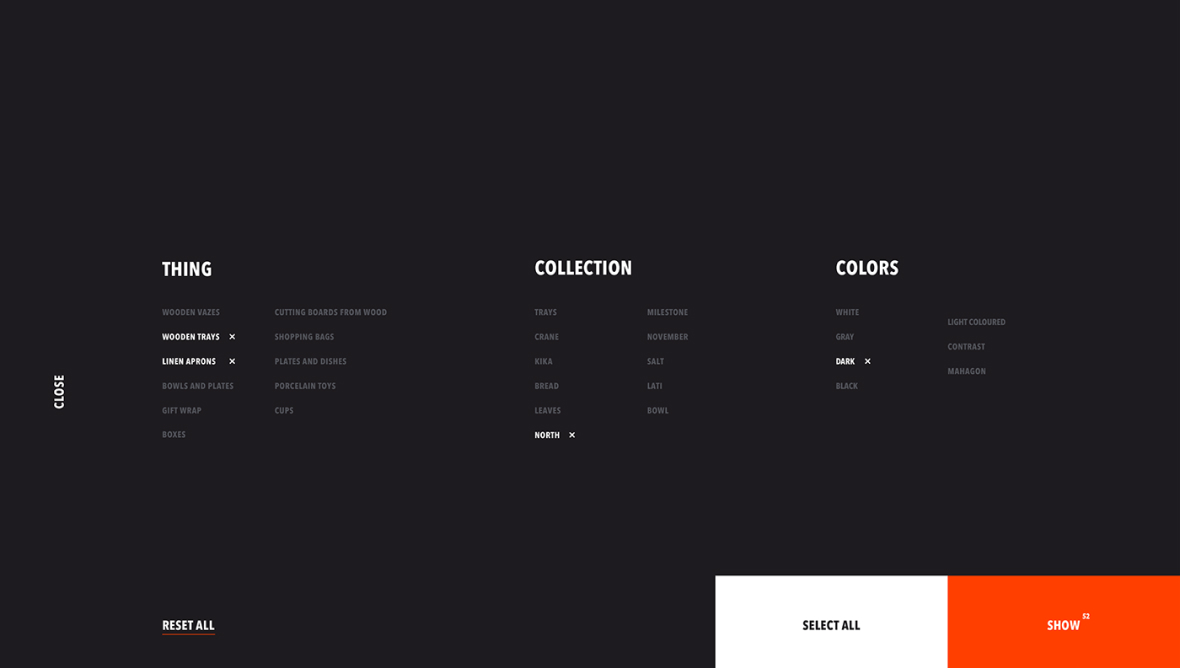 CLOSE
THING
WOODEN VAZES
WOODEN TRAYS ×
LINEN APRONS ×
BOWLS AND PLATES
GIFT WRAP
BOXES
CUTTING BOARDS FROM WOOD
SHOPPING BAGS
PLATES AND DISHES
PORCELAIN TOYS
CUPS
COLLECTION
TRAYS
CRANE
KIKA
BREAD
LEAVES
NORTH ×
MILESTONE
NOVEMBER
SALT
LATI
BOWL
COLORS
WHITE
GRAY
DARK ×
BLACK
LIGHT COLOURED
CONTRAST
MAHAGON
RESET ALL
SELECT ALL
SHOW 52